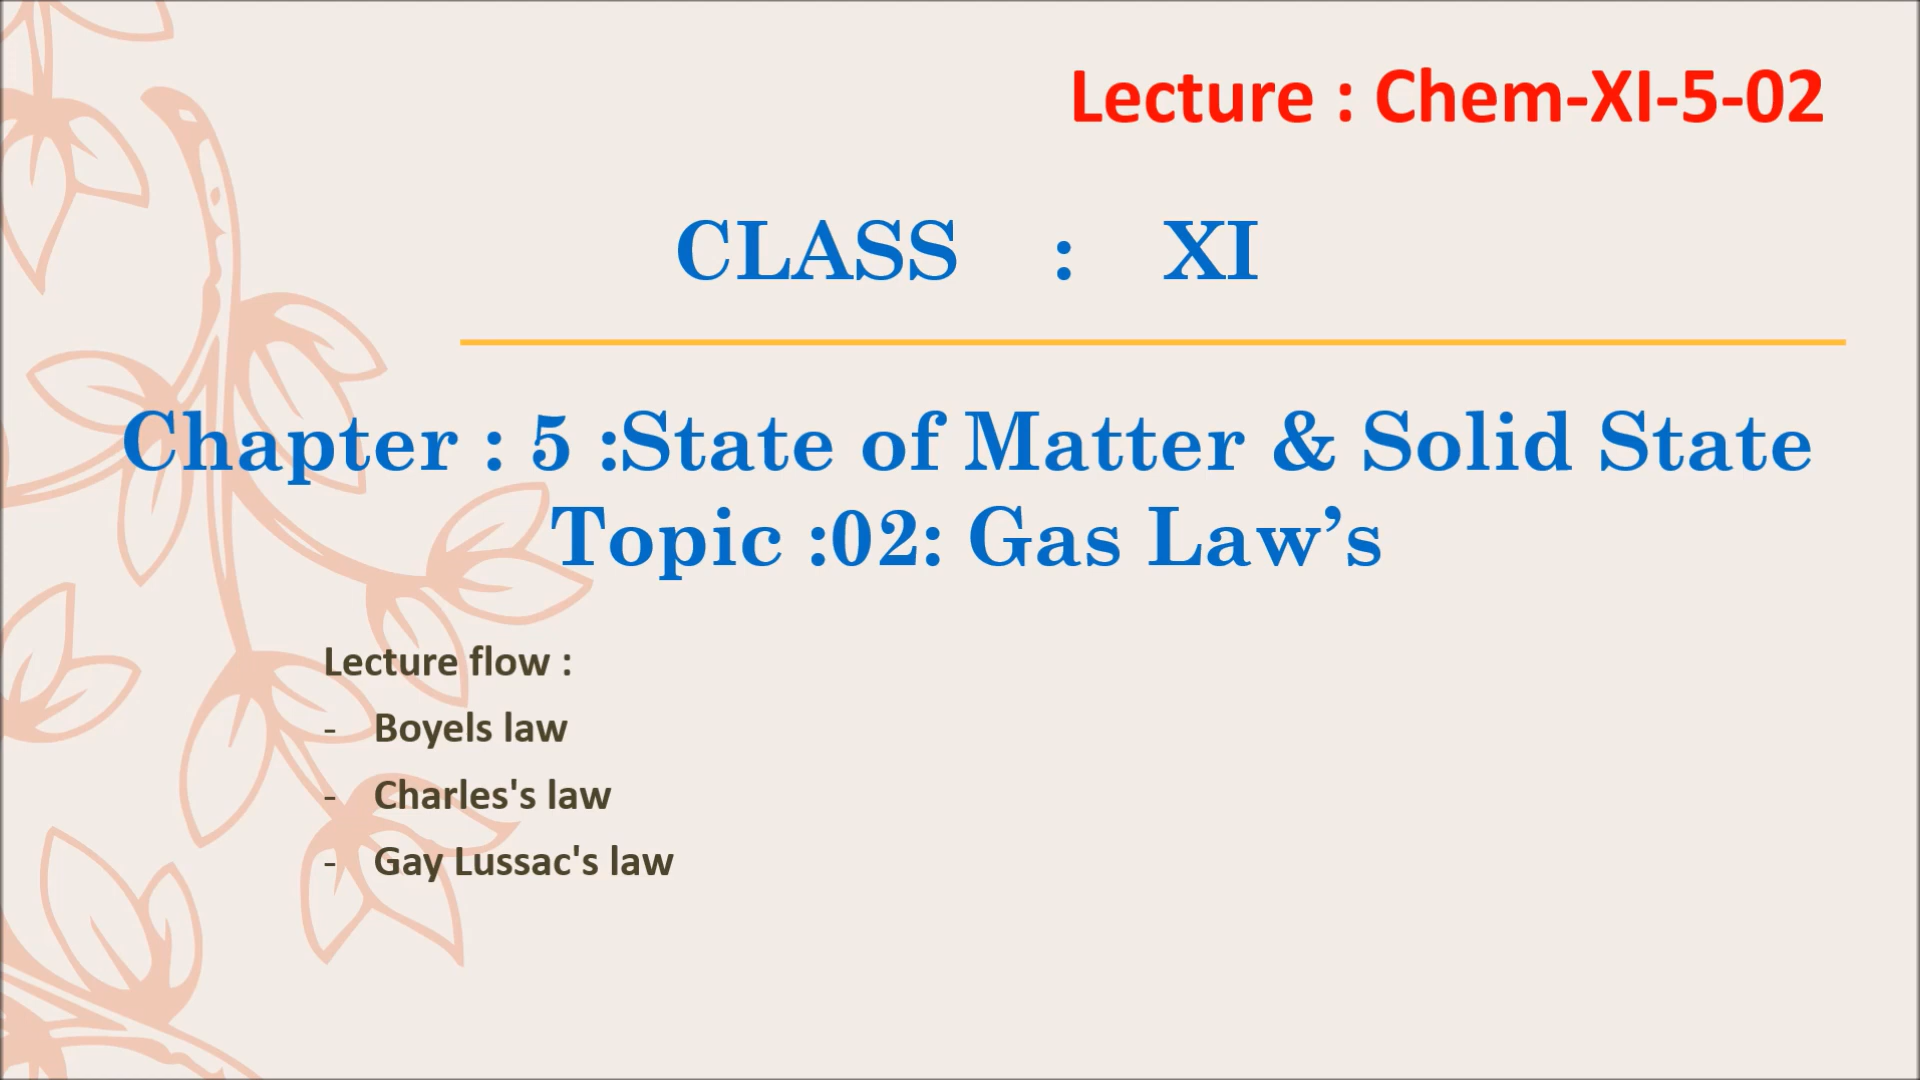 Lecture : Chem-XI-5-02
CLASS : XI
Chapter : 5 :State of Matter & Solid State
Topic :02: Gas Law’s
Lecture flow :
- Boyels law
- Charles's law
- Gay Lussac's law